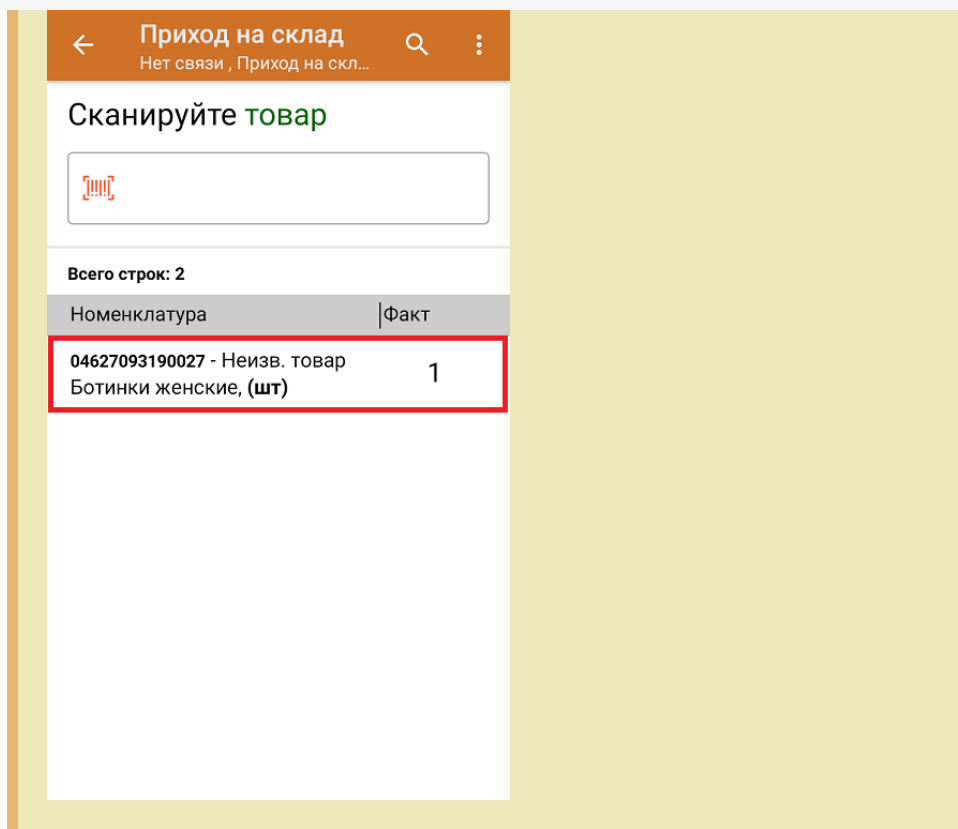 Приход на склад
Нет связи , Приход на скл...
Сканируйте товар
Всего строк: 2
Номенклатура Факт
04627093190027 - Неизв. товар
Ботинки женские, (шт) 1